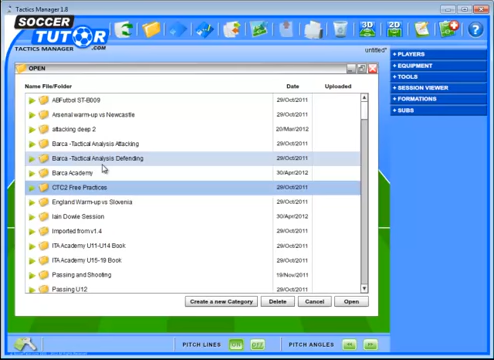 Tactics Manager 1.8
SOCCER
TUTOR
.COM
TACTICS MANAGER
3D
2D
untitled*
OPEN
Name File/Folder Date Uploaded
ABFutbol ST-B009 29/Oct/2011
Arsenal warm-up vs Newcastle 29/Oct/2011
attacking deep 2 20/Mar/2012
Barca -Tactical Analysis Attacking 29/Oct/2011
Barca -Tactical Analysis Defending 29/Oct/2011
Barca Academy 30/Apr/2012
CTC2 Free Practices 29/Oct/2011
England Warm-up vs Slovenia 29/Oct/2011
Iain Dowie Session 30/Apr/2012
Imported from v1.4 29/Oct/2011
ITA Academy U11-U14 Book 29/Oct/2011
ITA Academy U15-19 Book 29/Oct/2011
Passing and Shooting 19/Nov/2011
Passing U12 29/Oct/2011
Create a new Category Delete Cancel Open
+ PLAYERS
+ EQUIPMENT
+ TOOLS
+ SESSION VIEWER
+ FORMATIONS
+ SUBS
PITCH LINES ON OFF PITCH ANGLES